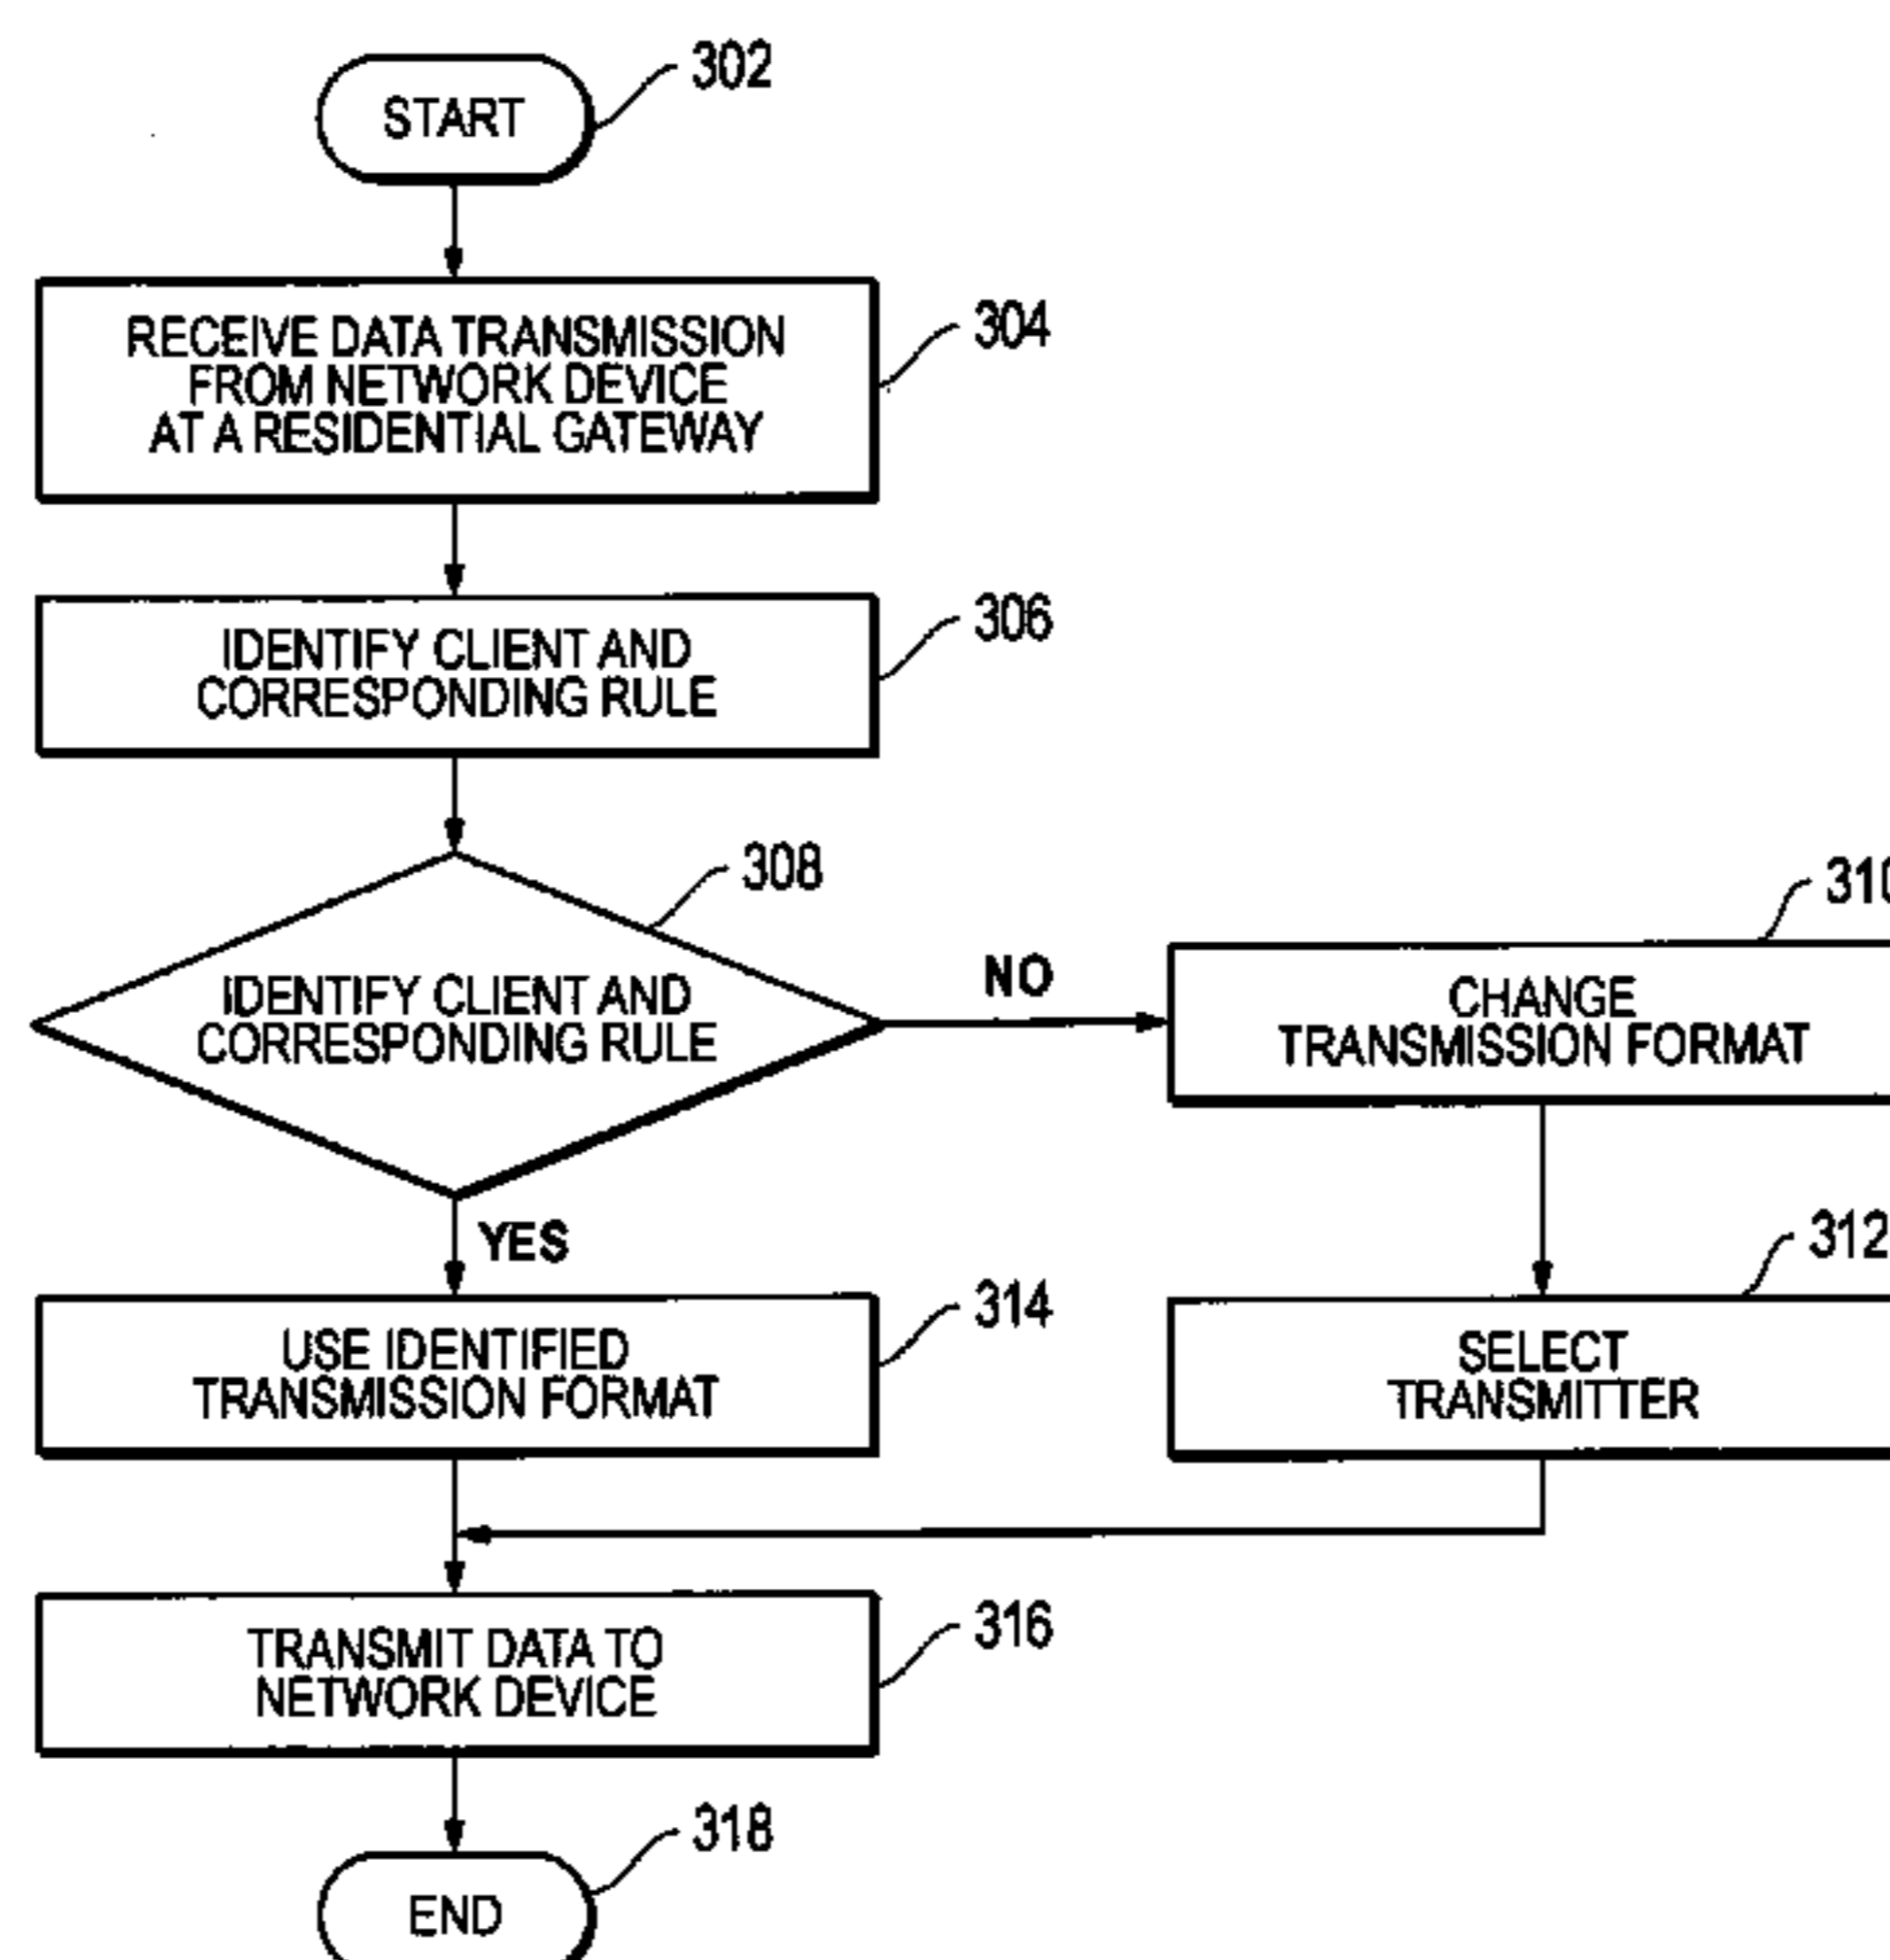 302
START
304
RECEIVE DATA TRANSMISSION
FROM NETWORK DEVICE
AT A RESIDENTIAL GATEWAY
306
IDENTIFY CLIENT AND
CORRESPONDING RULE
308
IDENTIFY CLIENT AND
CORRESPONDING RULE
NO
310
CHANGE
TRANSMISSION FORMAT
YES
312
SELECT
TRANSMITTER
314
USE IDENTIFIED
TRANSMISSION FORMAT
316
TRANSMIT DATA TO
NETWORK DEVICE
318
END